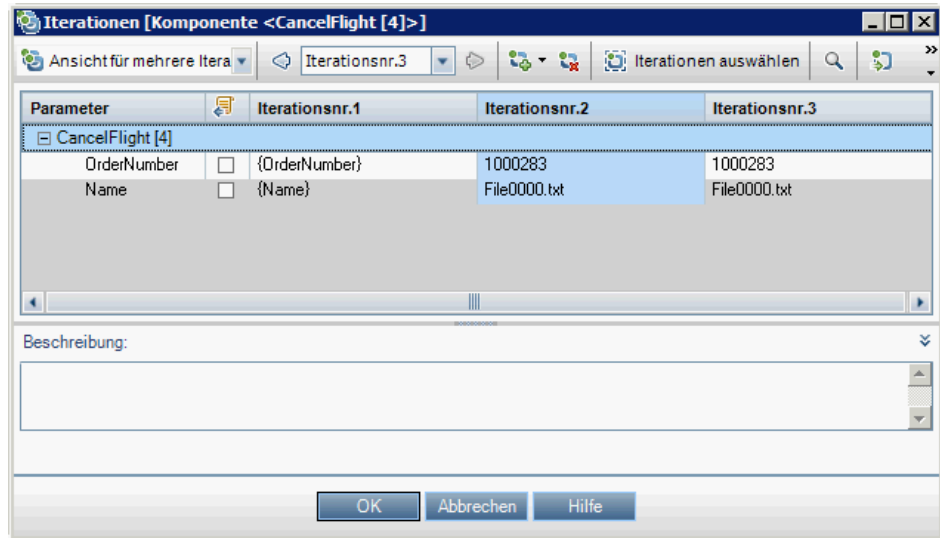 Iterationen [Komponente <CancelFlight [4]>]
Ansicht für mehrere Itera Iterationsnr.3 Iterationen auswählen »
Parameter Iterationsnr.1 Iterationsnr.2 Iterationsnr.3
CancelFlight [4]
OrderNumber {OrderNumber} 1000283 1000283
Name {Name} File0000.txt File0000.txt
Beschreibung:
OK Abbrechen Hilfe